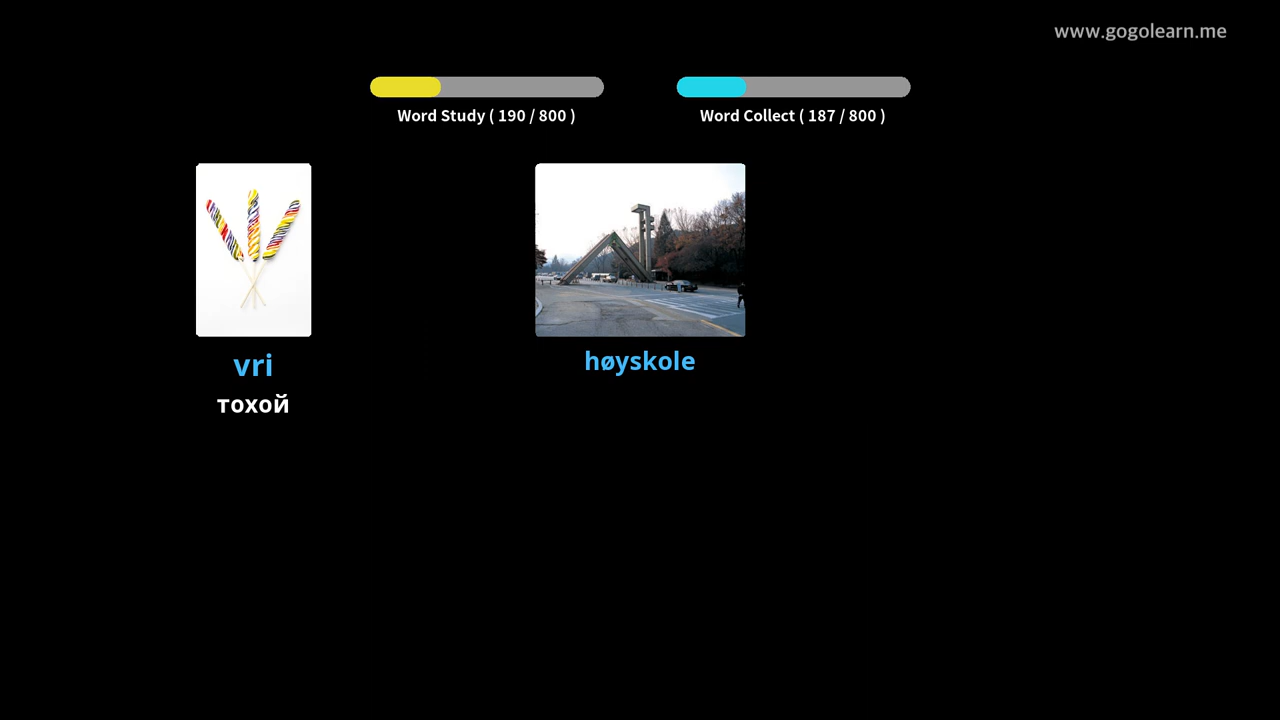 www.gogolearn.me
Word Study ( 190 / 800 )
Word Collect ( 187 / 800 )
vri
тохой
høyskole